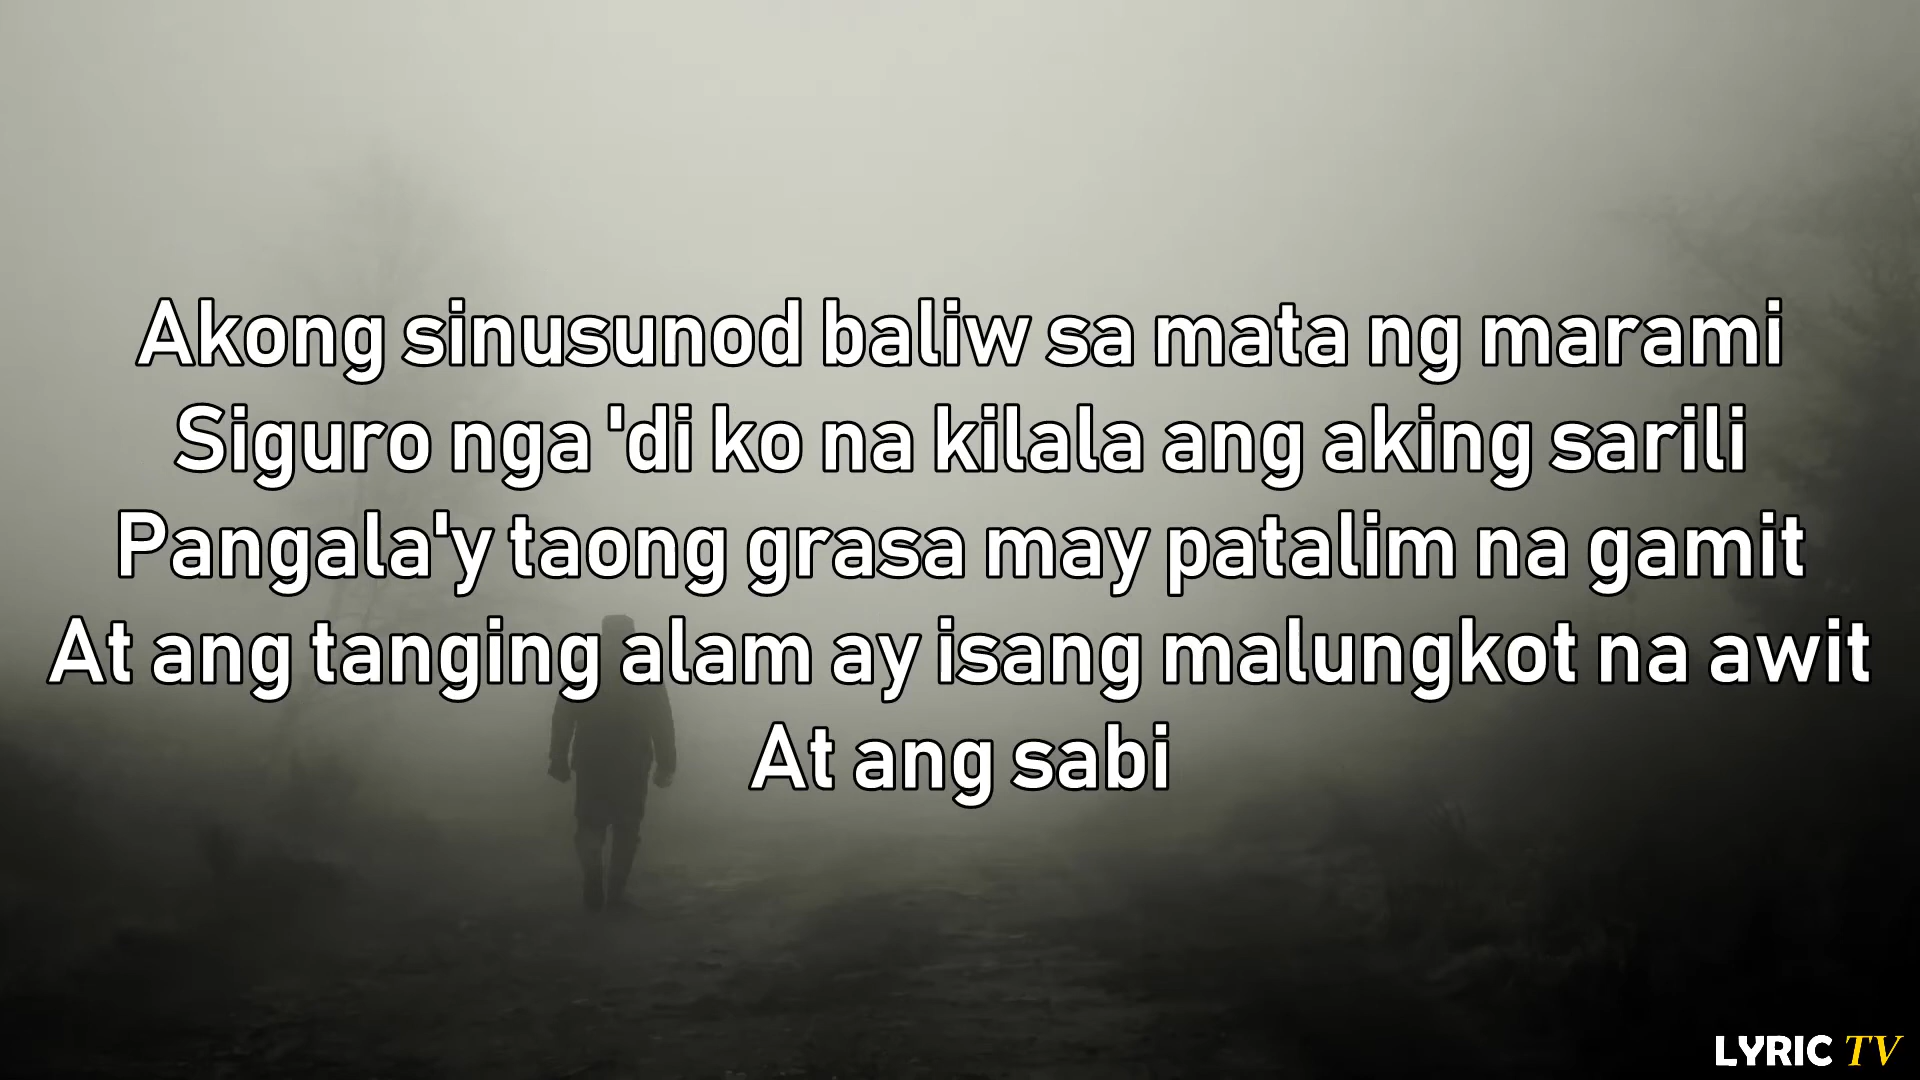 Akong sinusunod baliw sa mata ng marami
Siguro nga 'di ko na kilala ang aking sarili
Pangala'y taong grasa may patalim na gamit
At ang tanging alam ay isang malungkot na awit
At ang sabi
LYRIC TV